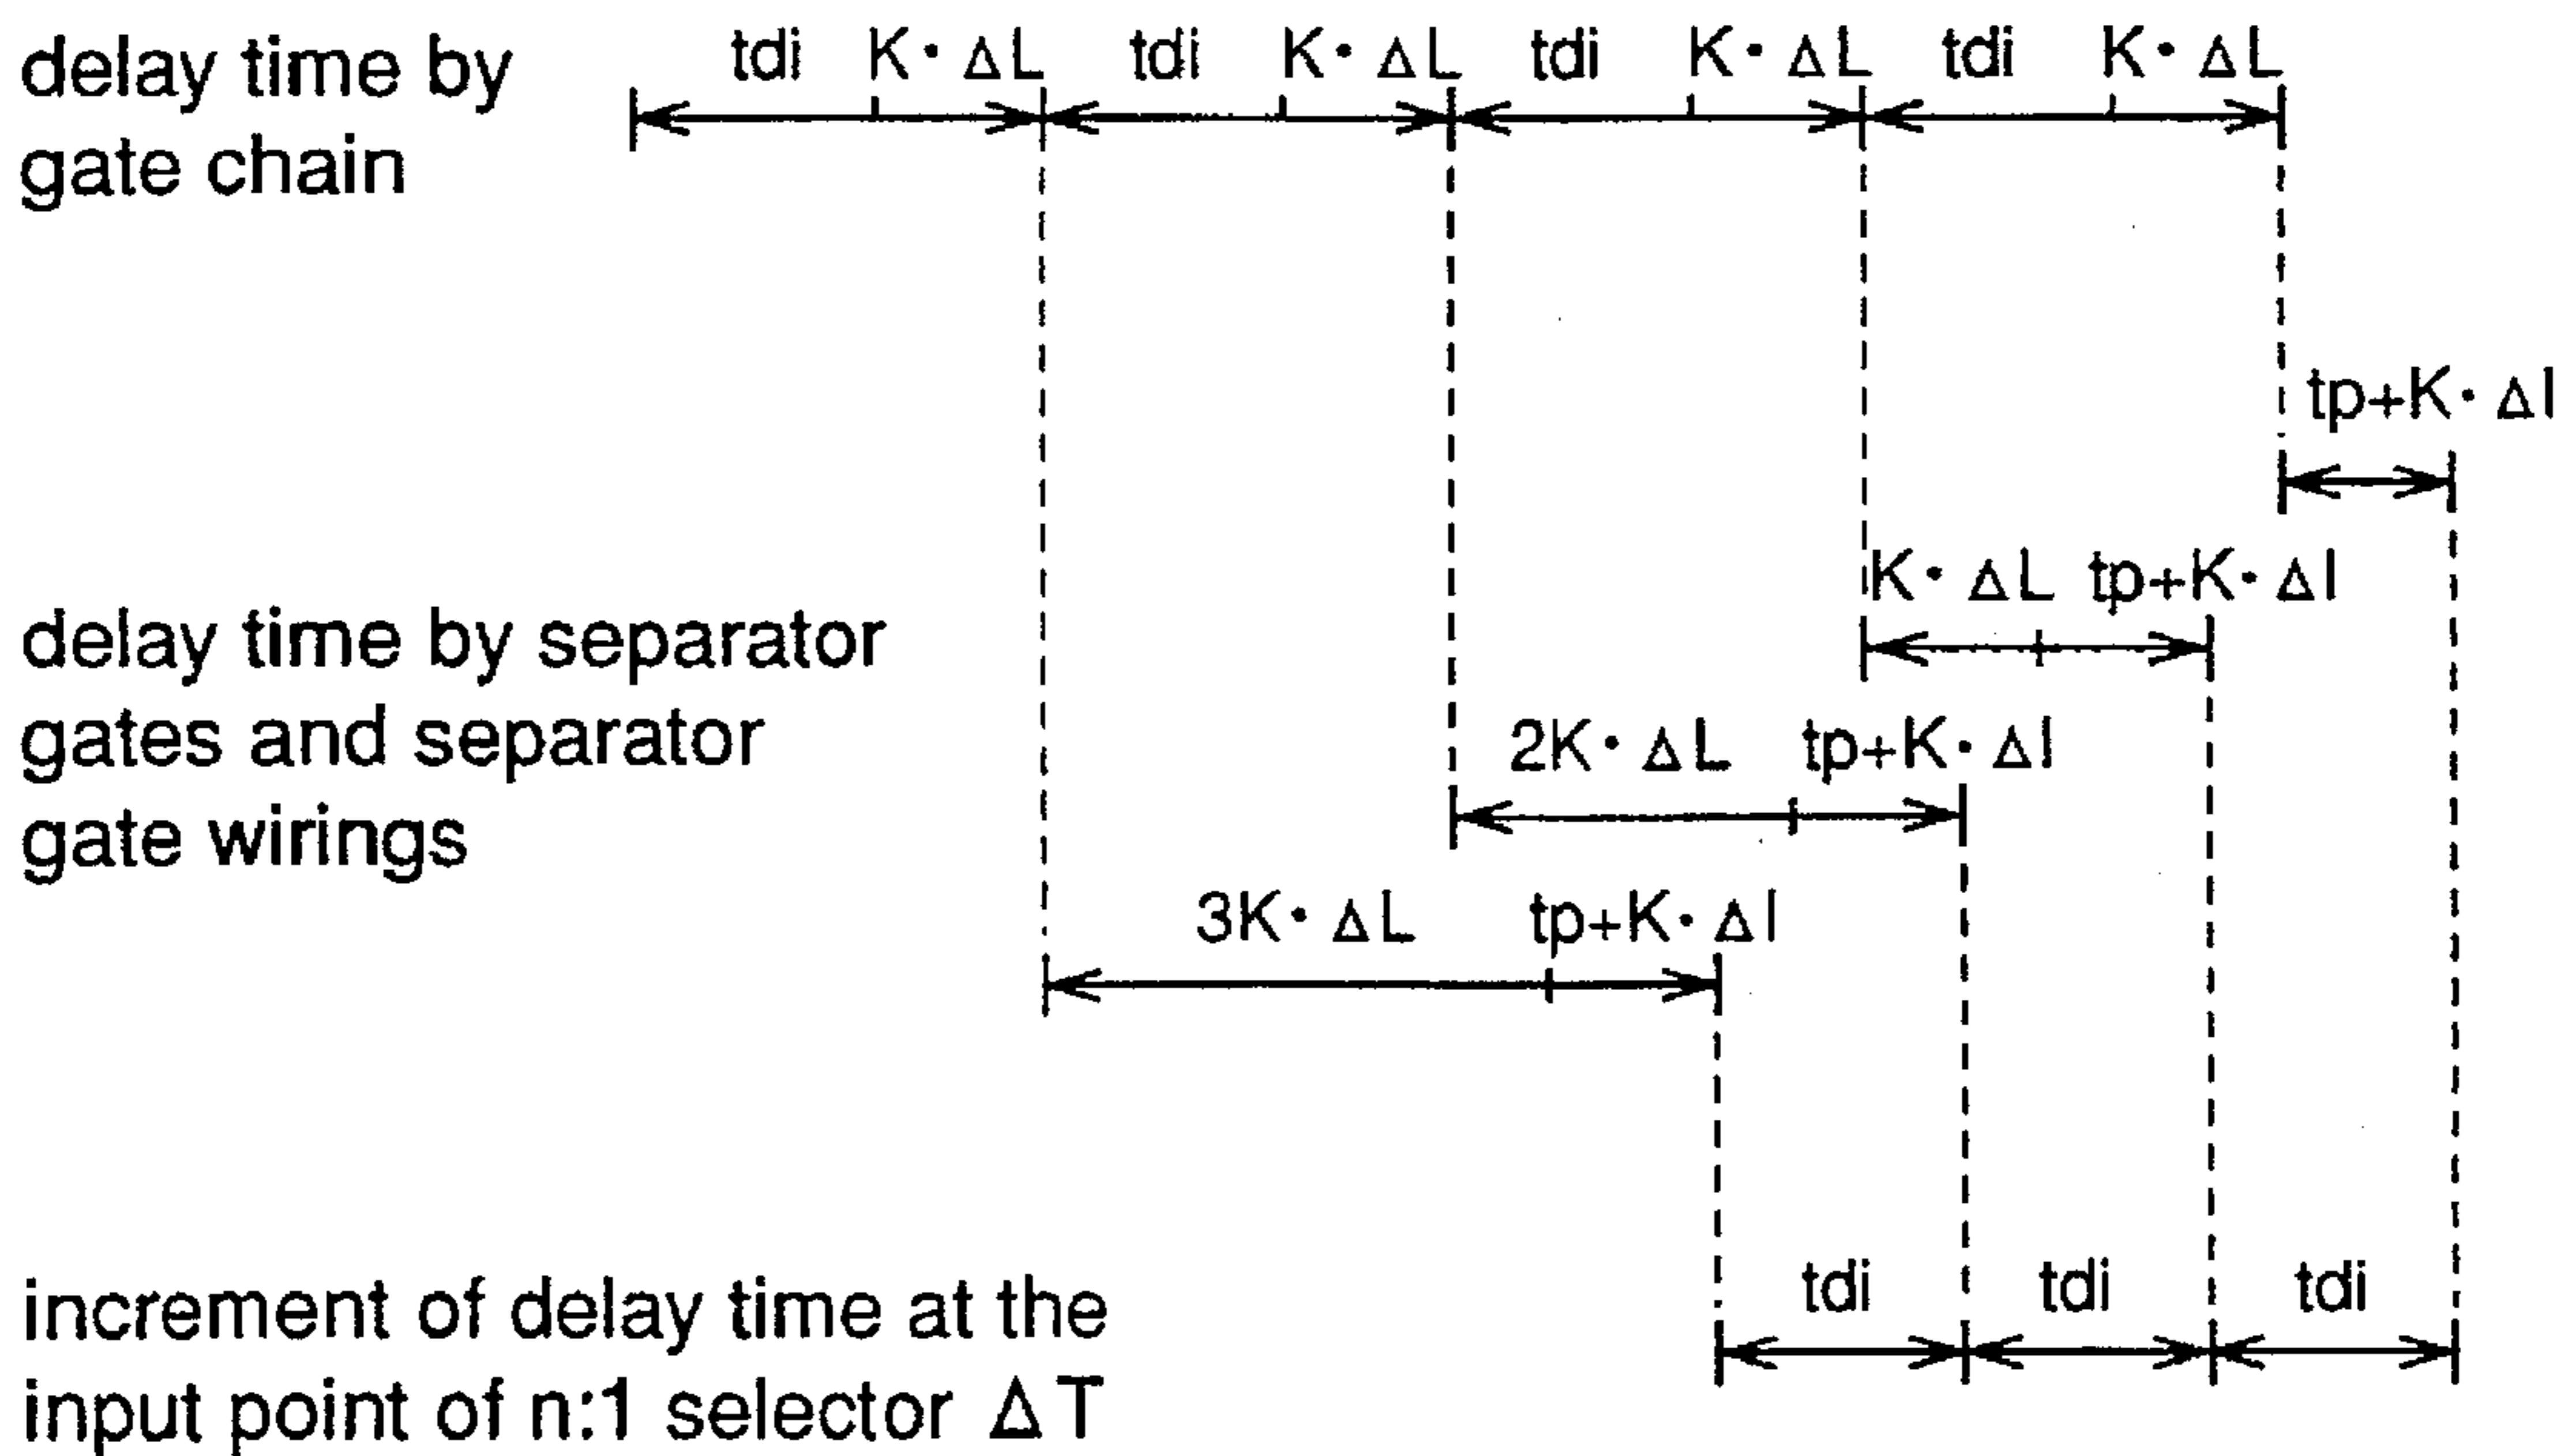 delay time by
gate chain
tdi K· ΔL tdi K· ΔL tdi K· ΔL tdi K· ΔL
tp+K· Δl
K· ΔL tp+K· Δl
delay time by separator
gates and separator
gate wirings
2K· ΔL tp+K· Δl
3K· ΔL tp+K· Δl
increment of delay time at the
input point of n:1 selector ΔT
tdi tdi tdi